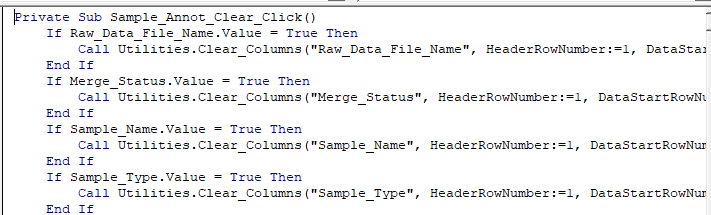 Private Sub Sample_Annot_Clear_Click()
If Raw_Data_File_Name.Value = True Then
Call Utilities.Clear_Columns("Raw_Data_File_Name", HeaderRowNumber:=1, DataStar
End If
If Merge_Status.Value = True Then
Call Utilities.Clear_Columns("Merge_Status", HeaderRowNumber:=1, DataStartRowNu
End If
If Sample_Name.Value = True Then
Call Utilities.Clear_Columns("Sample_Name", HeaderRowNumber:=1, DataStartRowNum
End If
If Sample_Type.Value = True Then
Call Utilities.Clear_Columns("Sample_Type", HeaderRowNumber:=1, DataStartRowNum
End If